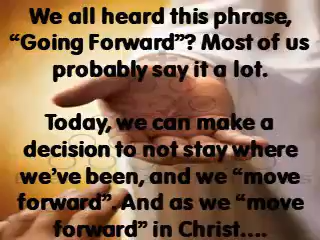 We all heard this phrase,
“Going Forward”? Most of us
probably say it a lot.
Today, we can make a
decision to not stay where
we’ve been, and we “move
forward”. And as we “move
forward” in Christ....